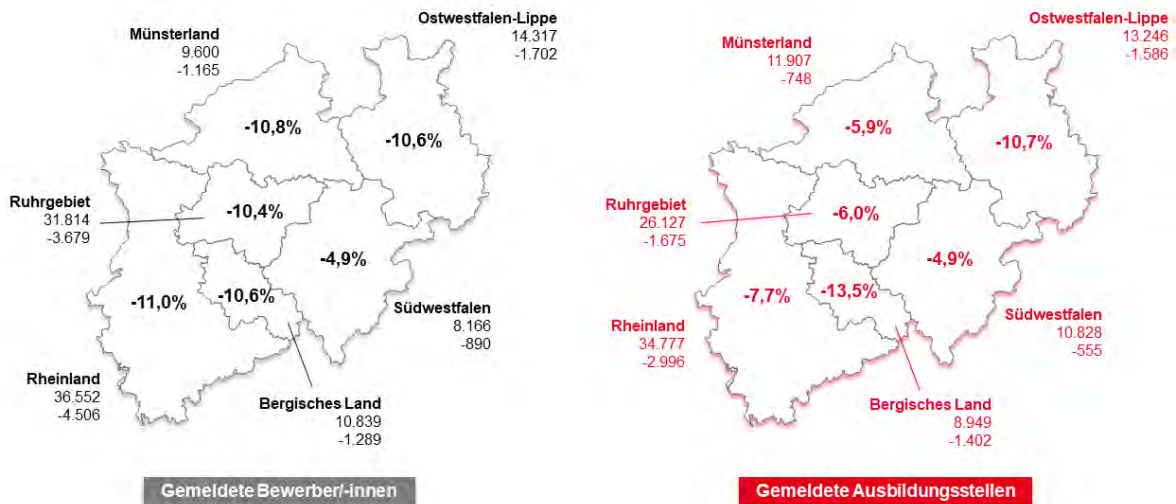 Ostwestfalen-Lippe
14.317
-1.702
Münsterland
9.600
-1.165
-10,8%
-10,6%
Ruhrgebiet
31.814
-3.679
-10,4%
-4,9%
-11,0%
-10,6%
Südwestfalen
8.166
-890
Rheinland
36.552
-4.506
Bergisches Land
10.839
-1.289
Gemeldete Bewerber/-innen
Ostwestfalen-Lippe
13.246
-1.586
Münsterland
11.907
-748
-5,9%
-10,7%
Ruhrgebiet
26.127
-1.675
-6,0%
-4,9%
-7,7%
-13,5%
Südwestfalen
10.828
-555
Rheinland
34.777
-2.996
Bergisches Land
8.949
-1.402
Gemeldete Ausbildungsstellen